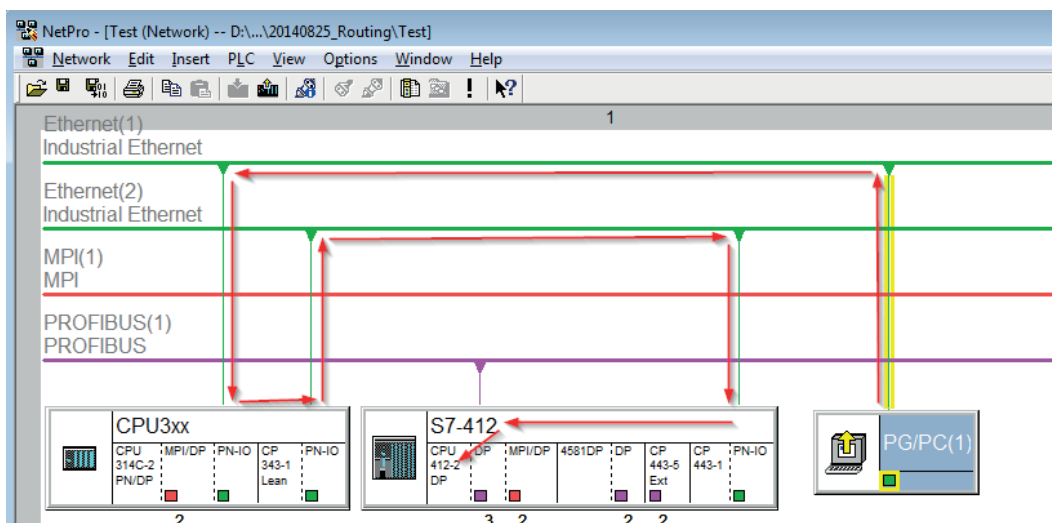 NetPro - [Test (Network) -- D:\...\20140825_Routing\Test]
Network Edit Insert PLC View Options Window Help
1
Ethernet(1)
Industrial Ethernet
Ethernet(2)
Industrial Ethernet
MPI(1)
MPI
PROFIBUS(1)
PROFIBUS
CPU3xx
CPU 314C-2 PN/DP
MPI/DP
PN-IO
CP 343-1 Lean
PN-IO
2
S7-412
CPU 412-2 DP
DP
MPI/DP
4581DP
DP
CP 443-5 Ext
CP 443-1
PN-IO
3 2 2 2
PG/PC(1)